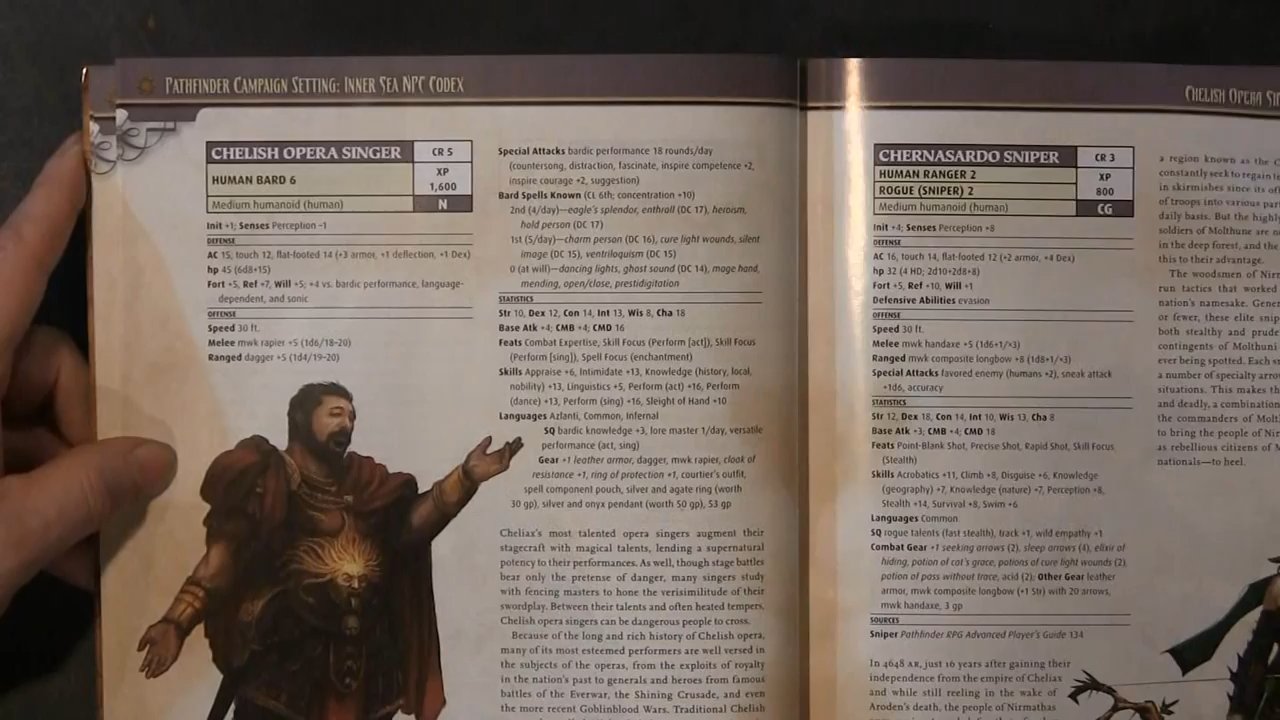 PATHFINDER CAMPAIGN SETTING: INNER SEA NPC CODEX
CHELISH OPERA SINGER CR 5
HUMAN BARD 6 XP 1,600
Medium humanoid (human) N
Init +1; Senses Perception –1
DEFENSE
AC 15, touch 12, flat-footed 14 (+3 armor, +1 deflection, +1 Dex)
hp 45 (6d8+15)
Fort +5, Ref +7, Will +5; +4 vs. bardic performance, language-
dependent, and sonic
OFFENSE
Speed 30 ft.
Melee mwk rapier +5 (1d6/18–20)
Ranged dagger +5 (1d4/19–20)
Special Attacks bardic performance 18 rounds/day
(countersong, distraction, fascinate, inspire competence +2,
inspire courage +2, suggestion)
Bard Spells Known (CL 6th; concentration +10)
2nd (4/day)—eagle's splendor, enthrall (DC 17), heroism,
hold person (DC 17)
1st (5/day)—charm person (DC 16), cure light wounds, silent
image (DC 15), ventriloquism (DC 15)
0 (at will)—dancing lights, ghost sound (DC 14), mage hand,
mending, open/close, prestidigitation
STATISTICS
Str 10, Dex 12, Con 14, Int 13, Wis 8, Cha 18
Base Atk +4; CMB +4; CMD 16
Feats Combat Expertise, Skill Focus (Perform [act]), Skill Focus
(Perform [sing]), Spell Focus (enchantment)
Skills Appraise +6, Intimidate +13, Knowledge (history, local,
nobility) +13, Linguistics +5, Perform (act) +16, Perform
(dance) +13, Perform (sing) +16, Sleight of Hand +10
Languages Azlanti, Common, Infernal
SQ bardic knowledge +3, lore master 1/day, versatile
performance (act, sing)
Gear +1 leather armor, dagger, mwk rapier, cloak of
resistance +1, ring of protection +1, courtier's outfit,
spell component pouch, silver and agate ring (worth
30 gp), silver and onyx pendant (worth 50 gp), 53 gp
Cheliax's most talented opera singers augment their
stagecraft with magical talents, lending a supernatural
potency to their performances. As well, though stage battles
bear only the pretense of danger, many singers study
with fencing masters to hone the verisimilitude of their
swordplay. Between their talents and often heated tempers,
Chelish opera singers can be dangerous people to cross.
Because of the long and rich history of Chelish opera,
many of its most esteemed performers are well versed in
the subjects of the operas, from the exploits of royalty
in the nation's past to generals and heroes from famous
battles of the Everwar, the Shining Crusade, and even
the more recent Goblinblood Wars. Traditional Chelish
CHELISH OPERA
CHERNASARDO SNIPER CR 3
HUMAN RANGER 2 XP 800
ROGUE (SNIPER) 2
Medium humanoid (human) CG
Init +4; Senses Perception +8
DEFENSE
AC 16, touch 14, flat-footed 12 (+2 armor, +4 Dex)
hp 32 (4 HD; 2d10+2d8+8)
Fort +5, Ref +10, Will +1
Defensive Abilities evasion
OFFENSE
Speed 30 ft.
Melee mwk handaxe +5 (1d6+1/×3)
Ranged mwk composite longbow +8 (1d8+1/×3)
Special Attacks favored enemy (humans +2), sneak attack
+1d6, accuracy
STATISTICS
Str 12, Dex 18, Con 14, Int 10, Wis 13, Cha 8
Base Atk +3; CMB +4; CMD 18
Feats Point-Blank Shot, Precise Shot, Rapid Shot, Skill Focus
(Stealth)
Skills Acrobatics +11, Climb +8, Disguise +6, Knowledge
(geography) +7, Knowledge (nature) +7, Perception +8,
Stealth +14, Survival +8, Swim +6
Languages Common
SQ rogue talents (fast stealth), track +1, wild empathy +1
Combat Gear +1 seeking arrows (2), sleep arrows (4), elixir of
hiding, potion of cat's grace, potions of cure light wounds (2),
potion of pass without trace, acid (2); Other Gear leather
armor, mwk composite longbow (+1 Str) with 20 arrows,
mwk handaxe, 3 gp
SOURCES
Sniper Pathfinder RPG Advanced Player's Guide 134
In 4648 AR, just 16 years after gaining their
independence from the empire of Cheliax
and while still reeling in the wake of
Aroden's death, the people of Nirmathas
a region known as the
constantly seek to regain
in skirmishes since its
of troops into various
daily basis. But the
soldiers of Molthune are
in the deep forest, and the
this to their advantage.
The woodsmen of
run tactics that worked
nation's namesake.
or fewer, these elite
both stealthy and
contingents of Molthuni
ever being spotted. Each
a number of specialty
situations. This makes
and deadly, a combination
the commanders of
to bring the people of
as rebellious citizens of
nationals—to heel.